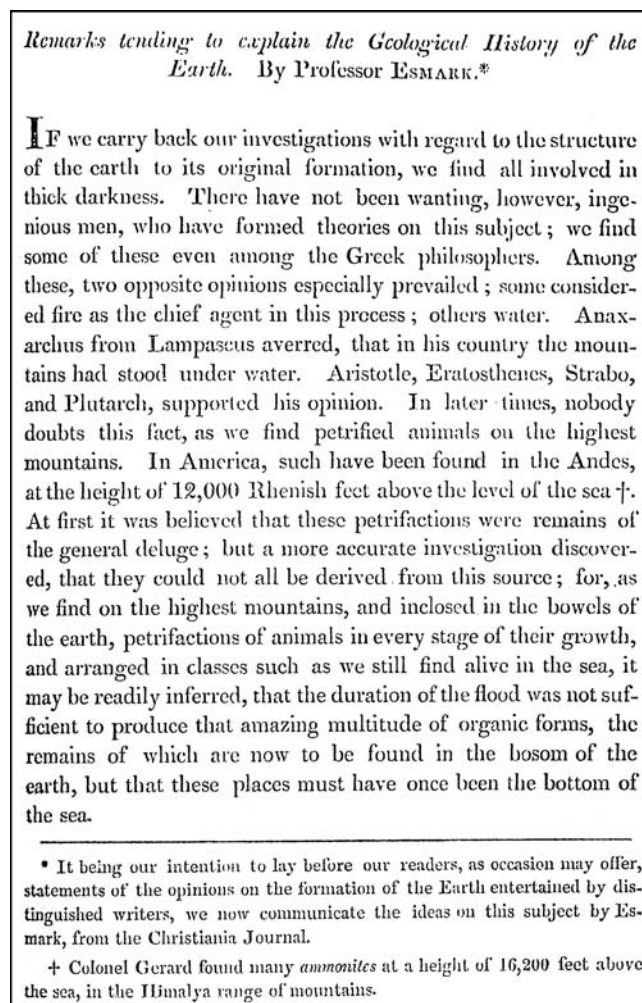 Remarks tending to explain the Geological History of the
Earth. By Professor ESMARK.*
IF we carry back our investigations with regard to the structure
of the earth to its original formation, we find all involved in
thick darkness. There have not been wanting, however, inge-
nious men, who have formed theories on this subject; we find
some of these even among the Greek philosophers. Among
these, two opposite opinions especially prevailed; some consider-
ed fire as the chief agent in this process; others water. Anax-
archus from Lampascus averred, that in his country the moun-
tains had stood under water. Aristotle, Eratosthenes, Strabo,
and Plutarch, supported his opinion. In later times, nobody
doubts this fact, as we find petrified animals on the highest
mountains. In America, such have been found in the Andes,
at the height of 12,000 Rhenish feet above the level of the sea †.
At first it was believed that these petrifactions were remains of
the general deluge; but a more accurate investigation discover-
ed, that they could not all be derived from this source; for, as
we find on the highest mountains, and inclosed in the bowels of
the earth, petrifactions of animals in every stage of their growth,
and arranged in classes such as we still find alive in the sea, it
may be readily inferred, that the duration of the flood was not suf-
ficient to produce that amazing multitude of organic forms, the
remains of which are now to be found in the bosom of the
earth, but that these places must have once been the bottom of
the sea.
* It being our intention to lay before our readers, as occasion may offer,
statements of the opinions on the formation of the Earth entertained by dis-
tinguished writers, we now communicate the ideas on this subject by Es-
mark, from the Christiania Journal.
† Colonel Gerard found many ammonites at a height of 16,200 feet above
the sea, in the Himalya range of mountains.